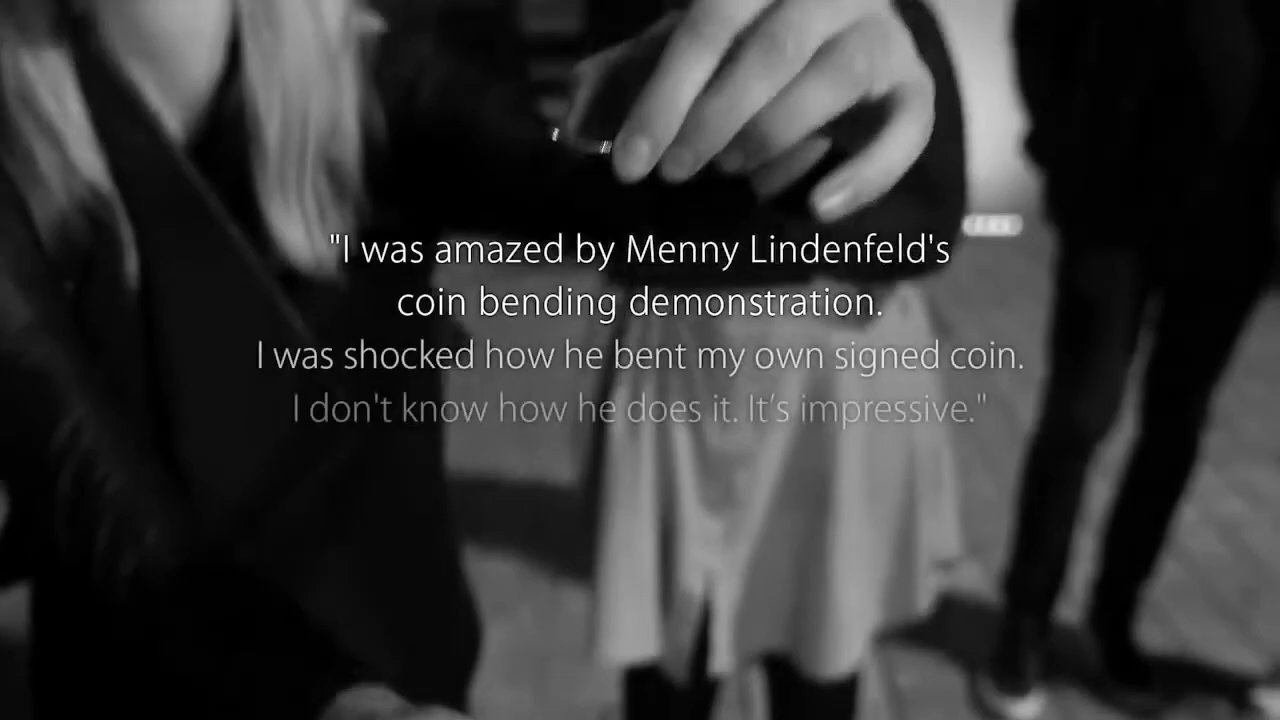 "I was amazed by Menny Lindenfeld's
coin bending demonstration.
I was shocked how he bent my own signed coin.
I don't know how he does it. It’s impressive."